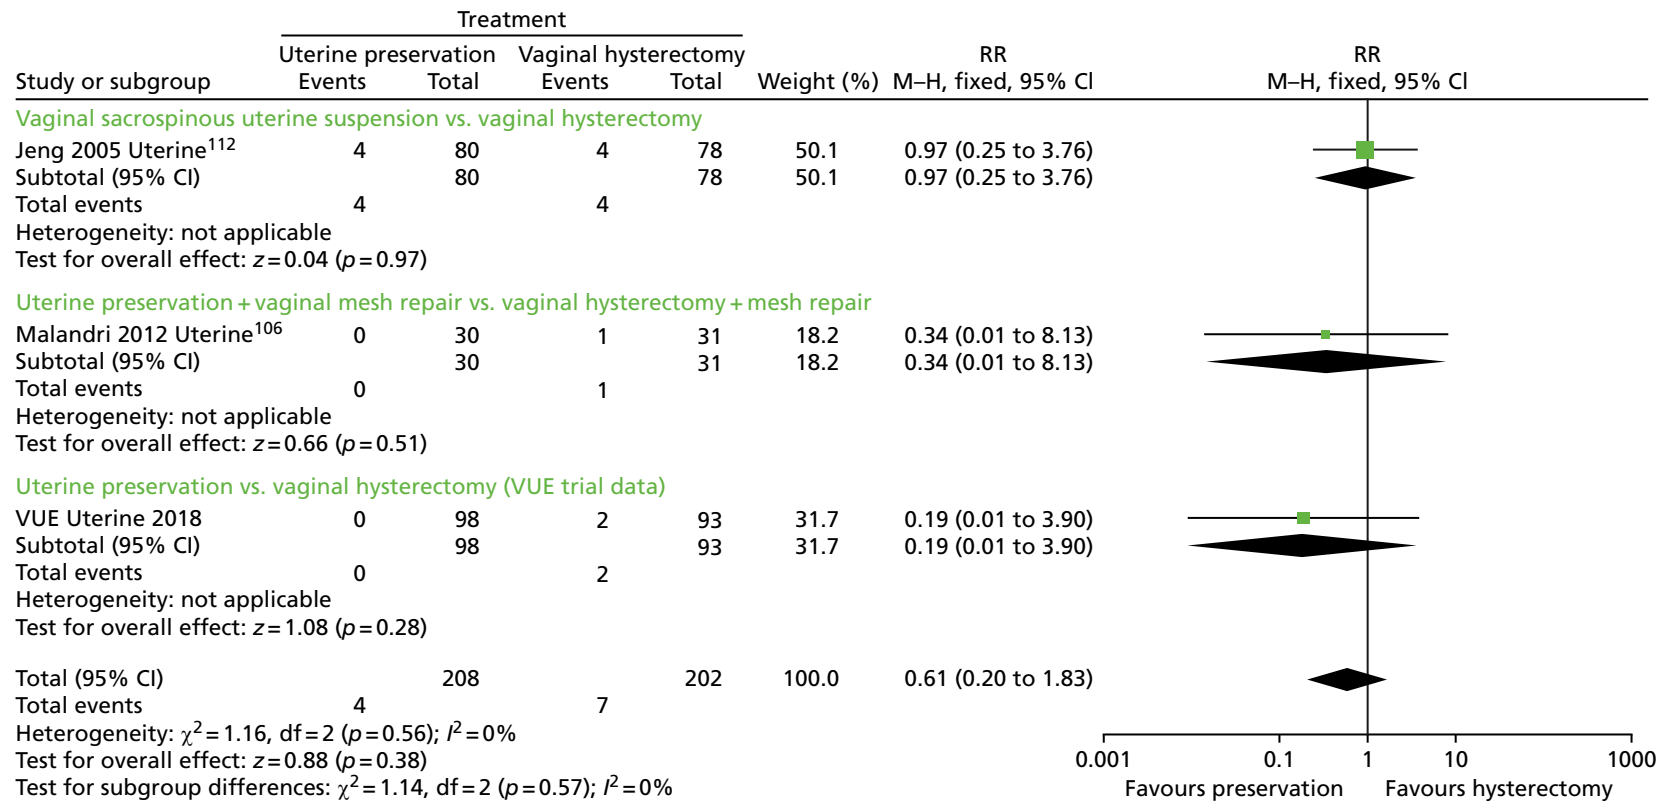 Treatment
Uterine preservation Vaginal hysterectomy RR RR
Study or subgroup Events Total Events Total Weight (%) M–H, fixed, 95% CI M–H, fixed, 95% CI
Vaginal sacrospinous uterine suspension vs. vaginal hysterectomy
Jeng 2005 Uterine112 4 80 4 78 50.1 0.97 (0.25 to 3.76)
Subtotal (95% CI) 80 78 50.1 0.97 (0.25 to 3.76)
Total events 4 4
Heterogeneity: not applicable
Test for overall effect: z=0.04 (p=0.97)
Uterine preservation+vaginal mesh repair vs. vaginal hysterectomy+mesh repair
Malandri 2012 Uterine106 0 30 1 31 18.2 0.34 (0.01 to 8.13)
Subtotal (95% CI) 30 31 18.2 0.34 (0.01 to 8.13)
Total events 0 1
Heterogeneity: not applicable
Test for overall effect: z=0.66 (p=0.51)
Uterine preservation vs. vaginal hysterectomy (VUE trial data)
VUE Uterine 2018 0 98 2 93 31.7 0.19 (0.01 to 3.90)
Subtotal (95% CI) 98 93 31.7 0.19 (0.01 to 3.90)
Total events 0 2
Heterogeneity: not applicable
Test for overall effect: z=1.08 (p=0.28)
Total (95% CI) 208 202 100.0 0.61 (0.20 to 1.83)
Total events 4 7
Heterogeneity: χ2=1.16, df=2 (p=0.56); I2=0%
Test for overall effect: z=0.88 (p=0.38)
Test for subgroup differences: χ2=1.14, df=2 (p=0.57); I2=0%
0.001 0.1 1 10 1000
Favours preservation Favours hysterectomy